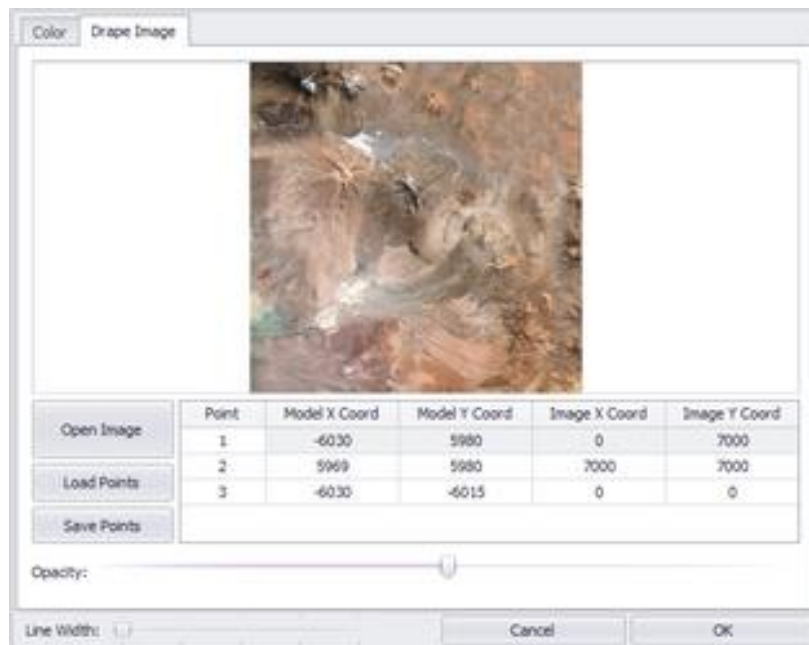 Color Drape Image
Open Image
Load Points
Save Points
Point Model X Coord Model Y Coord Image X Coord Image Y Coord
1 -6030 5980 0 7000
2 5969 5980 7000 7000
3 -6030 -6015 0 0
Opacity:
Line Width: Cancel OK